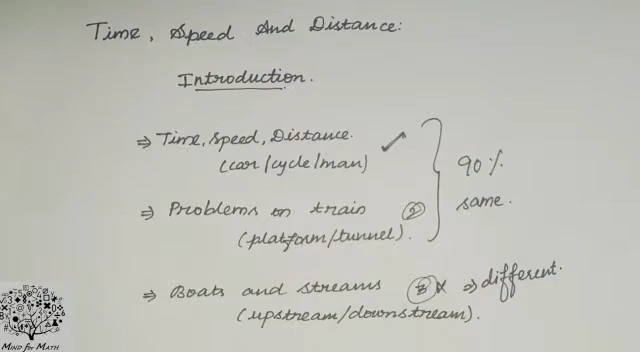 Time, Speed And Distance:
Introduction.
⇒ Time, Speed, Distance. ✓
(car/cycle/man)
90%
same.
⇒ Problems on train ②
(platform/tunnel).
⇒ Boats and streams ③ × ⇒ different.
(upstream/downstream).
MIND for MATH